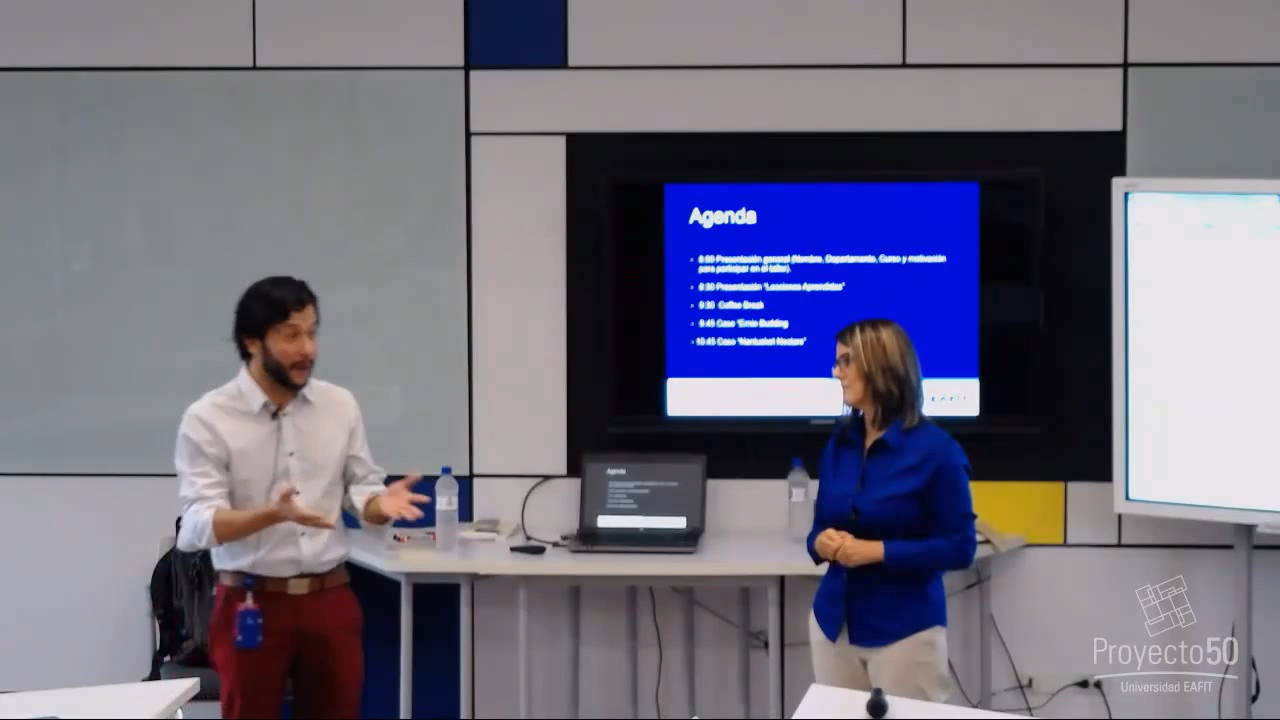 Agenda
8:00 Presentación general (Nombre, Departamento, Curso y motivación
para participar en el taller).
8:30 Presentación "Lecciones Aprendidas"
9:30 Coffee Break
9:45 Caso "Ernie Budding
10:45 Caso "Nantucket Nectars"
EAFIT
Agenda
Proyecto50
Universidad EAFIT